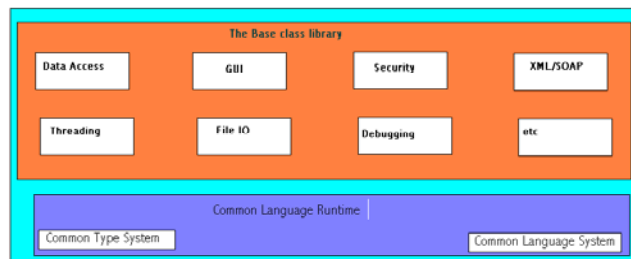 The Base class library
Data Access
GUI
Security
XML/SOAP
Threading
File IO
Debugging
etc
Common Language Runtime
Common Type System
Common Language System